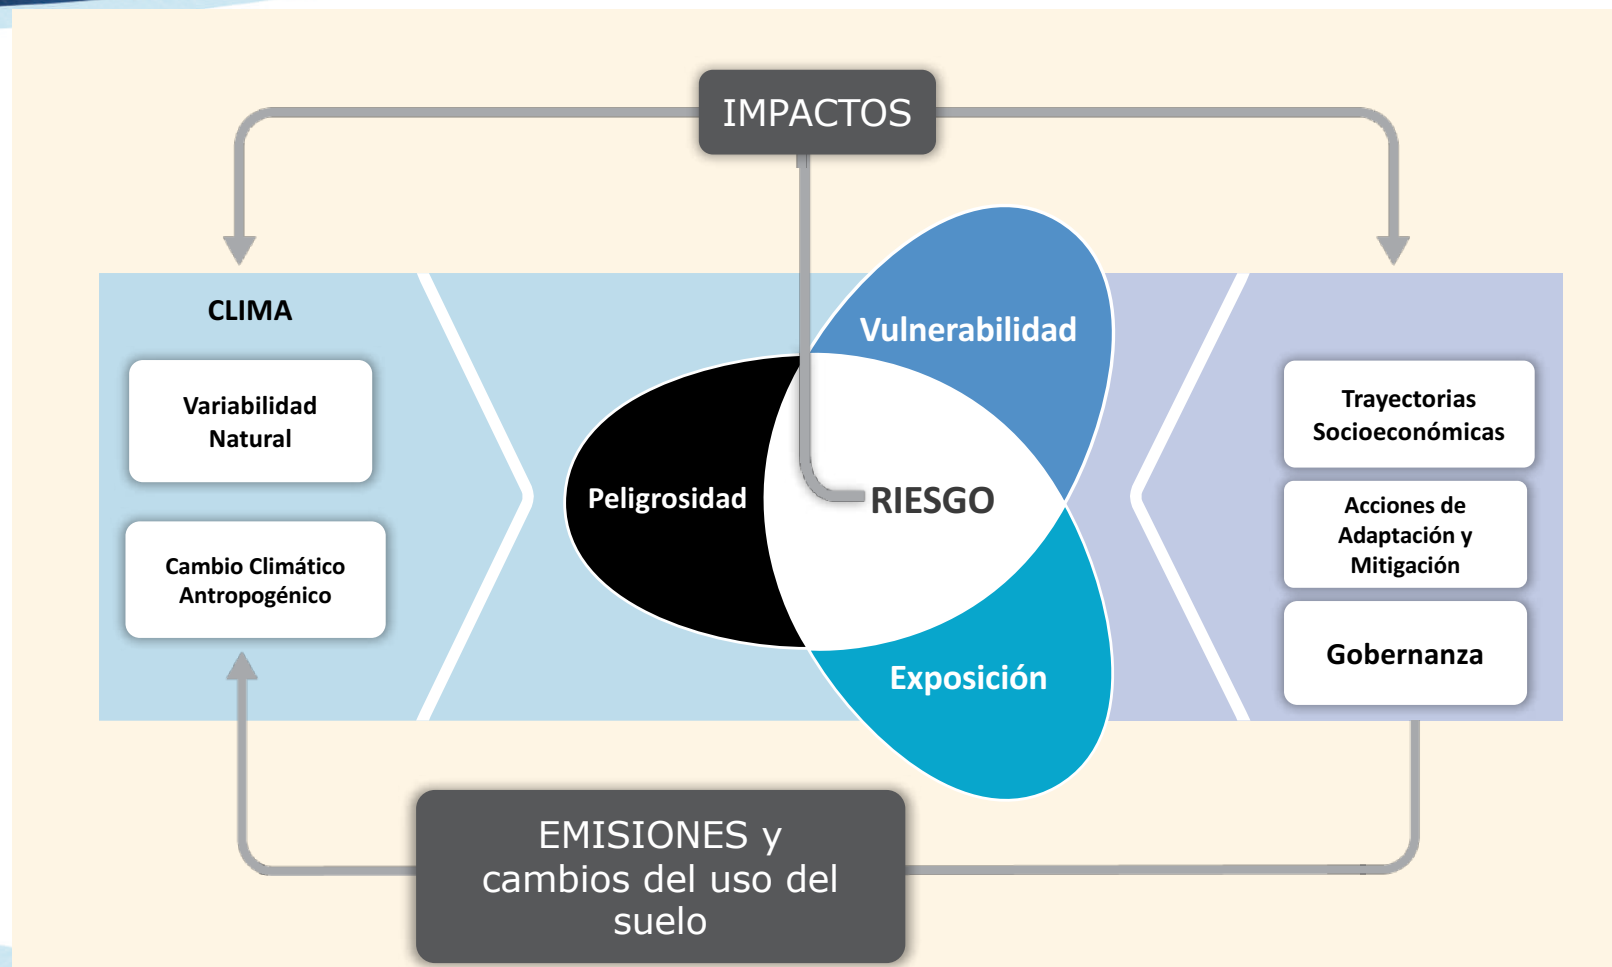 IMPACTOS
CLIMA
Variabilidad
Natural
Cambio Climático
Antropogénico
Vulnerabilidad
Peligrosidad
RIESGO
Exposición
Trayectorias
Socioeconómicas
Acciones de
Adaptación y
Mitigación
Gobernanza
EMISIONES y
cambios del uso del
suelo